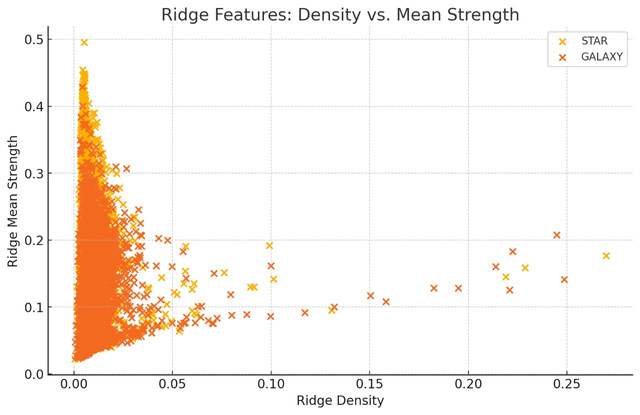 Ridge Features: Density vs. Mean Strength
STAR
GALAXY
0.5
0.4
0.3
0.2
0.1
0.0
Ridge Mean Strength
0.00 0.05 0.10 0.15 0.20 0.25
Ridge Density